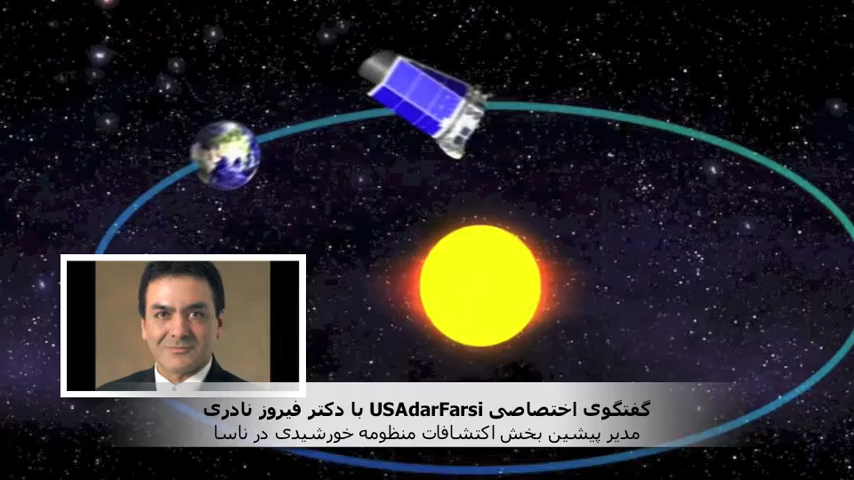 گفتگوی اختصاصی USAdarFarsi با دکتر فیروز نادری
مدیر پیشین بخش اکتشافات منظومه خورشیدی در ناسا